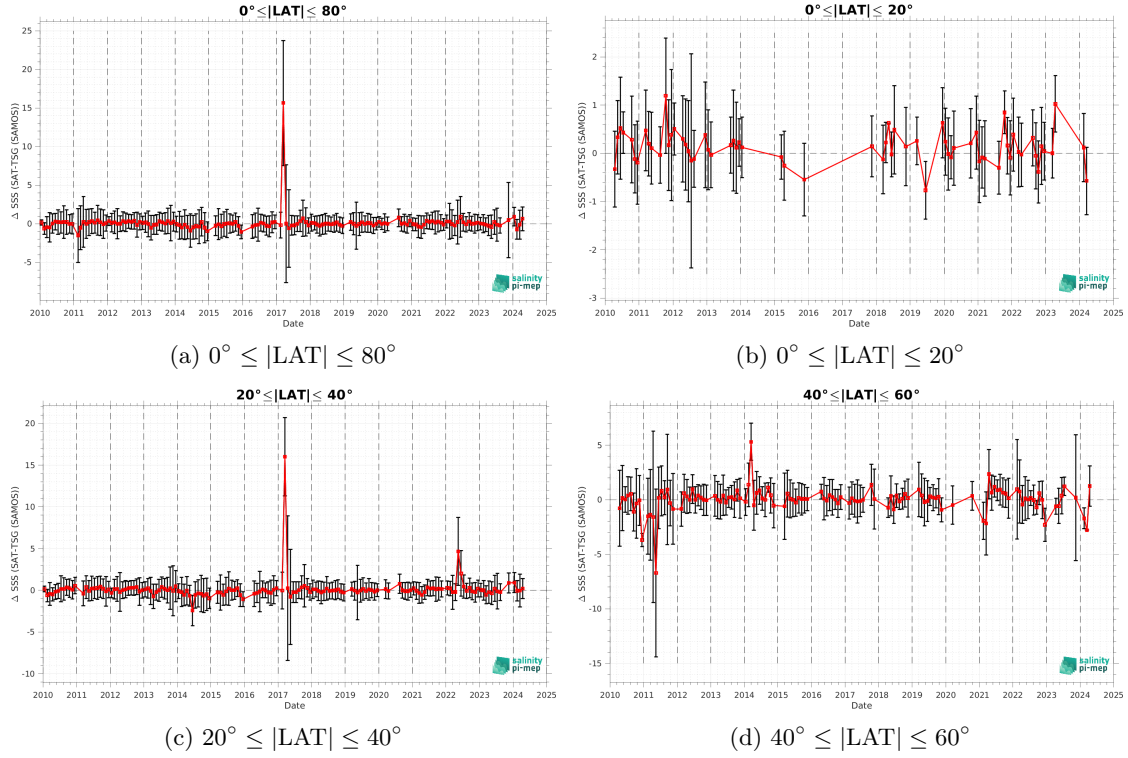 0°≤|LAT|≤ 80°
Δ SSS (SAT-TSG (SAMOS))
25
20
15
10
5
0
-5
2010 2011 2012 2013 2014 2015 2016 2017 2018 2019 2020 2021 2022 2023 2024 2025
Date
salinity
pi-mep
(a) 0° ≤ |LAT| ≤ 80°
0°≤|LAT|≤ 20°
Δ SSS (SAT-TSG (SAMOS))
2
1
0
-1
-2
-3
2010 2011 2012 2013 2014 2015 2016 2017 2018 2019 2020 2021 2022 2023 2024 2025
Date
salinity
pi-mep
(b) 0° ≤ |LAT| ≤ 20°
20°≤|LAT|≤ 40°
Δ SSS (SAT-TSG (SAMOS))
20
15
10
5
0
-5
-10
2010 2011 2012 2013 2014 2015 2016 2017 2018 2019 2020 2021 2022 2023 2024 2025
Date
salinity
pi-mep
(c) 20° ≤ |LAT| ≤ 40°
40°≤|LAT|≤ 60°
Δ SSS (SAT-TSG (SAMOS))
5
0
-5
-10
-15
2010 2011 2012 2013 2014 2015 2016 2017 2018 2019 2020 2021 2022 2023 2024 2025
Date
salinity
pi-mep
(d) 40° ≤ |LAT| ≤ 60°